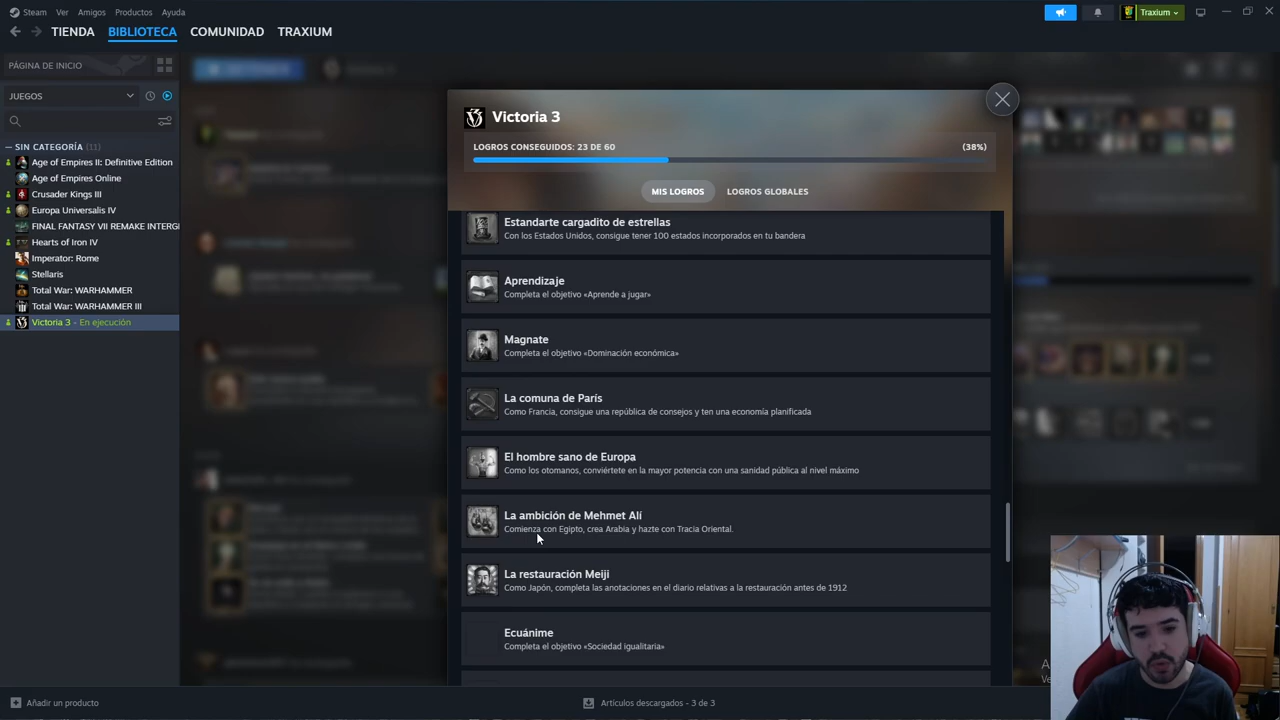 Steam Ver Amigos Productos Ayuda
Traxium
TIENDA BIBLIOTECA COMUNIDAD TRAXIUM
PÁGINA DE INICIO
JUEGOS
SIN CATEGORÍA (11)
Age of Empires II: Definitive Edition
Age of Empires Online
Crusader Kings III
Europa Universalis IV
FINAL FANTASY VII REMAKE INTERG
Hearts of Iron IV
Imperator: Rome
Stellaris
Total War: WARHAMMER
Total War: WARHAMMER III
Victoria 3 - En ejecución
Victoria 3
LOGROS CONSEGUIDOS: 23 DE 60 (38%)
MIS LOGROS LOGROS GLOBALES
Estandarte cargadito de estrellas
Con los Estados Unidos, consigue tener 100 estados incorporados en tu bandera
Aprendizaje
Completa el objetivo «Aprende a jugar»
Magnate
Completa el objetivo «Dominación económica»
La comuna de París
Como Francia, consigue una república de consejos y ten una economía planificada
El hombre sano de Europa
Como los otomanos, conviértete en la mayor potencia con una sanidad pública al nivel máximo
La ambición de Mehmet Alí
Comienza con Egipto, crea Arabia y hazte con Tracia Oriental.
La restauración Meiji
Como Japón, completa las anotaciones en el diario relativas a la restauración antes de 1912
Ecuánime
Completa el objetivo «Sociedad igualitaria»
Añadir un producto
Artículos descargados - 3 de 3